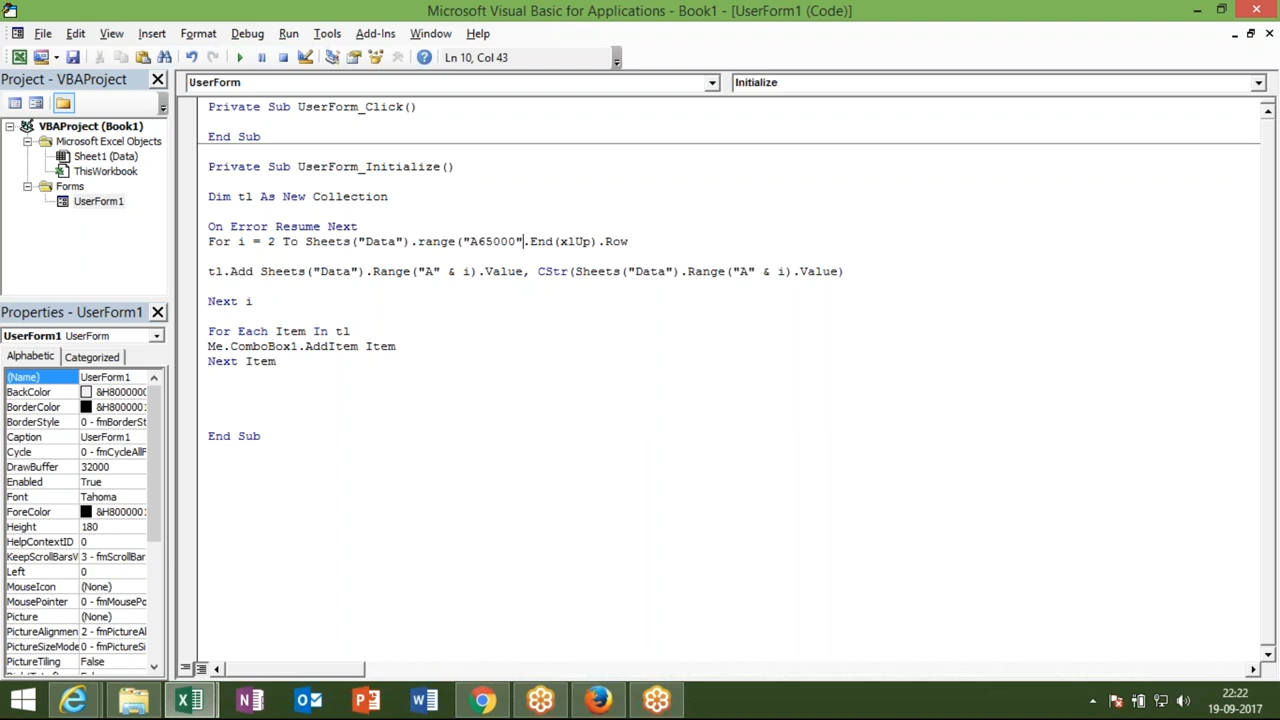 Microsoft Visual Basic for Applications - Book1 - [UserForm1 (Code)]
File Edit View Insert Format Debug Run Tools Add-Ins Window Help
Ln 10, Col 43
Project - VBAProject
UserForm
Initialize
VBAProject (Book1)
Microsoft Excel Objects
Sheet1 (Data)
ThisWorkbook
Forms
UserForm1
Private Sub UserForm_Click()
End Sub
Private Sub UserForm_Initialize()
Dim tl As New Collection
On Error Resume Next
For i = 2 To Sheets("Data").range("A65000".End(xlUp).Row
tl.Add Sheets("Data").Range("A" & i).Value, CStr(Sheets("Data").Range("A" & i).Value)
Next i
For Each Item In tl
Me.ComboBox1.AddItem Item
Next Item
End Sub
Properties - UserForm1
UserForm1 UserForm
Alphabetic Categorized
(Name) UserForm1
BackColor &H8000000
BorderColor &H8000001
BorderStyle 0 - fmBorderSt
Caption UserForm1
Cycle 0 - fmCycleAllF
DrawBuffer 32000
Enabled True
Font Tahoma
ForeColor &H8000001
Height 180
HelpContextID 0
KeepScrollBarsV 3 - fmScrollBar
Left 0
MouseIcon (None)
MousePointer 0 - fmMousePo
Picture (None)
PictureAlignmen 2 - fmPictureAl
PictureSizeMode 0 - fmPictureSi
PictureTiling False
22:22
19-09-2017